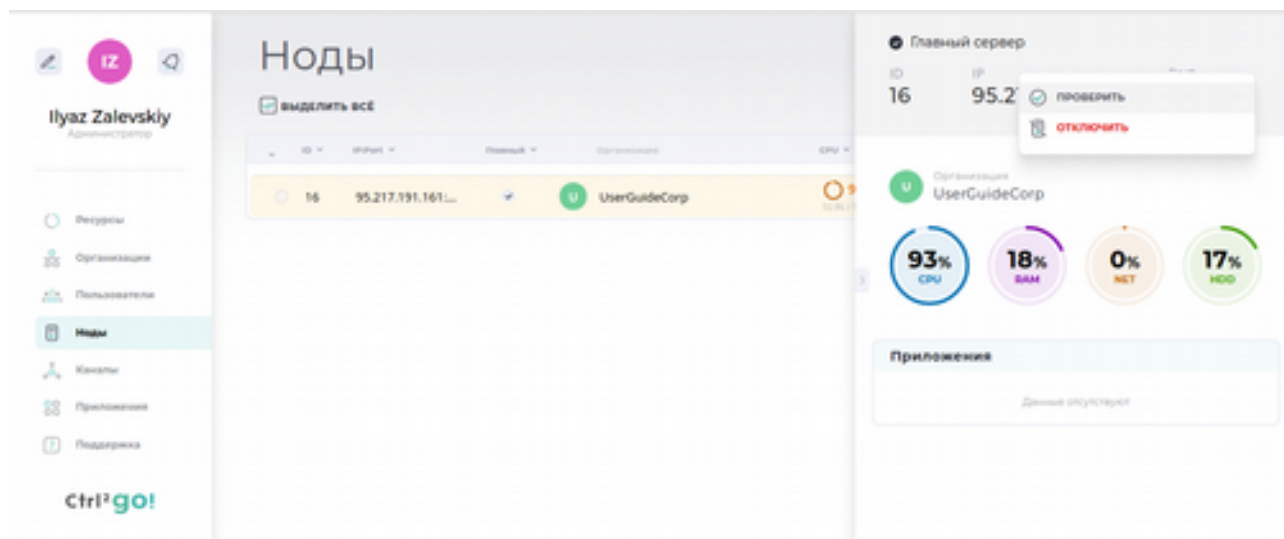 IZ
Ilyaz Zalevskiy
Администратор
Ресурсы
Организации
Пользователи
Ноды
Каналы
Приложения
Поддержка
Ctrl²go!
Ноды
выделить всё
ID IP/Port Главный Организация CPU
16 95.217.191.161:... U UserGuideCorp 9
Главный сервер
ID IP
16 95.2
ПРОВЕРИТЬ
ОТКЛЮЧИТЬ
Организация
U UserGuideCorp
93% 18% 0% 17%
CPU RAM NET HDD
Приложения
Данные отсутствуют